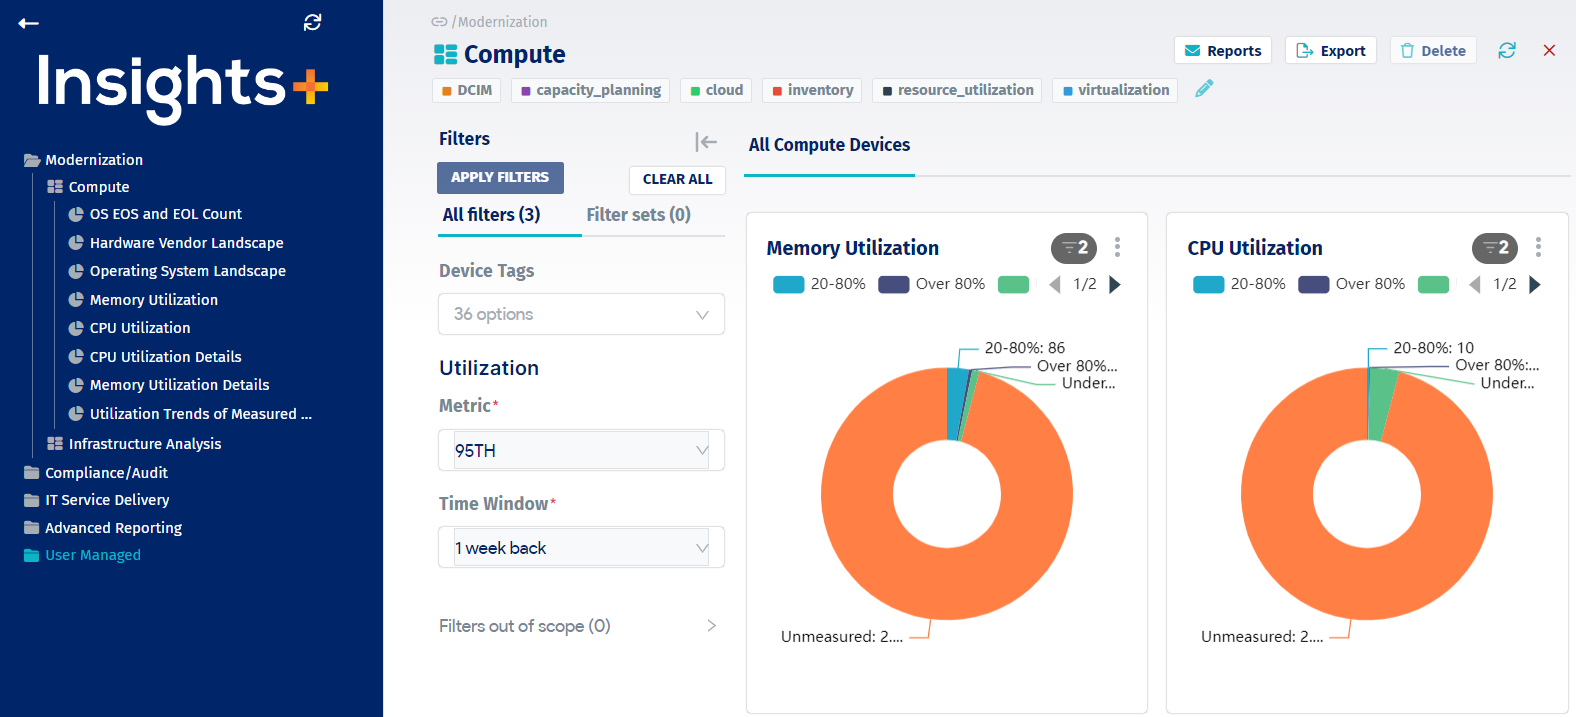 Insights+
Modernization
Compute
OS EOS and EOL Count
Hardware Vendor Landscape
Operating System Landscape
Memory Utilization
CPU Utilization
CPU Utilization Details
Memory Utilization Details
Utilization Trends of Measured ...
Infrastructure Analysis
Compliance/Audit
IT Service Delivery
Advanced Reporting
User Managed
/Modernization
Compute
Reports
Export
Delete
DCIM
capacity_planning
cloud
inventory
resource_utilization
virtualization
Filters
APPLY FILTERS
CLEAR ALL
All filters (3)
Filter sets (0)
Device Tags
36 options
Utilization
Metric*
95TH
Time Window*
1 week back
Filters out of scope (0)
All Compute Devices
Memory Utilization
2
20-80%
Over 80%
1/2
20-80%: 86
Over 80%...
Under...
Unmeasured: 2....
CPU Utilization
2
20-80%
Over 80%
1/2
20-80%: 10
Over 80%:...
Under...
Unmeasured: 2....